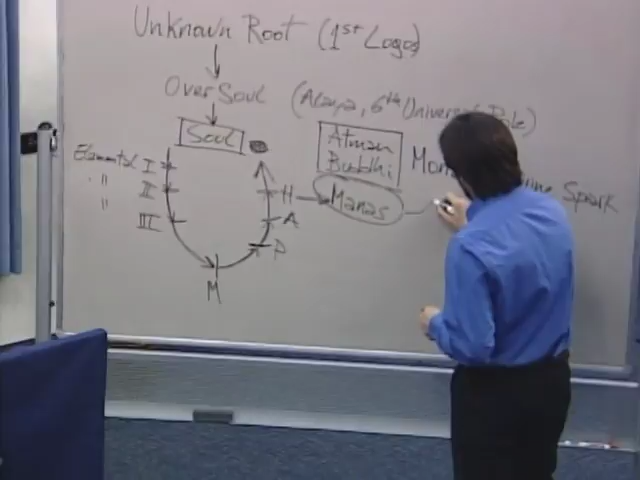 Unknown Root (1st Logos)
Over Soul (Alaya, 6th Univers
Soul
Atman
Buddhi
Mon
Spark
Manas
Elemental I
" II
" III
H
A
P
M